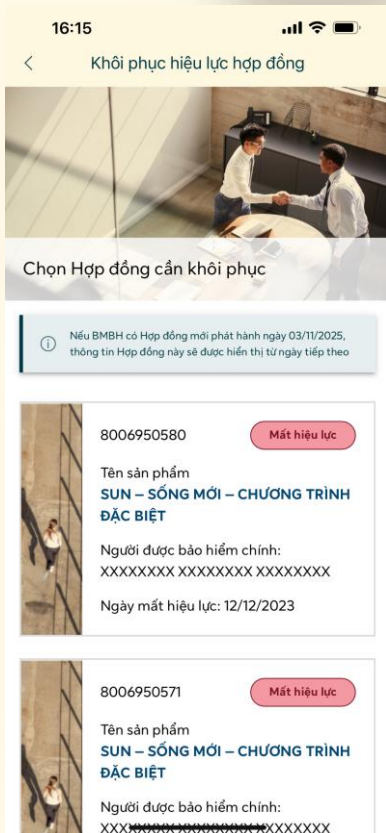 16:15
Khôi phục hiệu lực hợp đồng
Chọn Hợp đồng cần khôi phục
Nếu BMBH có Hợp đồng mới phát hành ngày 03/11/2025,
thông tin Hợp đồng này sẽ được hiển thị từ ngày tiếp theo
8006950580
Mất hiệu lực
Tên sản phẩm
SUN – SỐNG MỚI – CHƯƠNG TRÌNH
ĐẶC BIỆT
Người được bảo hiểm chính:
XXXXXXXX XXXXXXXX XXXXXXXX
Ngày mất hiệu lực: 12/12/2023
8006950571
Mất hiệu lực
Tên sản phẩm
SUN – SỐNG MỚI – CHƯƠNG TRÌNH
ĐẶC BIỆT
Người được bảo hiểm chính:
XXXXXXXX XXXXXXXX XXXXXXXX